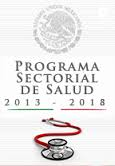 PROGRAMA
SECTORIAL
DE SALUD
2013 - 2018